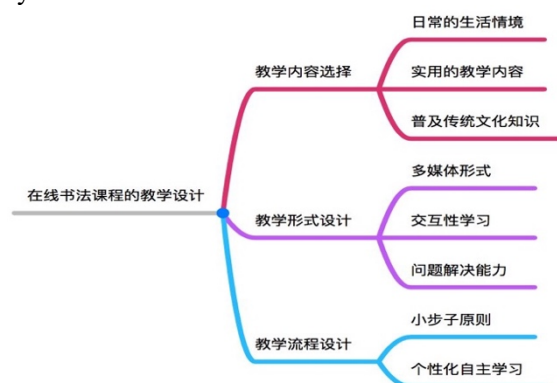 日常的生活情境
教学内容选择
实用的教学内容
普及传统文化知识
多媒体形式
在线书法课程的教学设计
教学形式设计
交互性学习
问题解决能力
小步子原则
教学流程设计
个性化自主学习